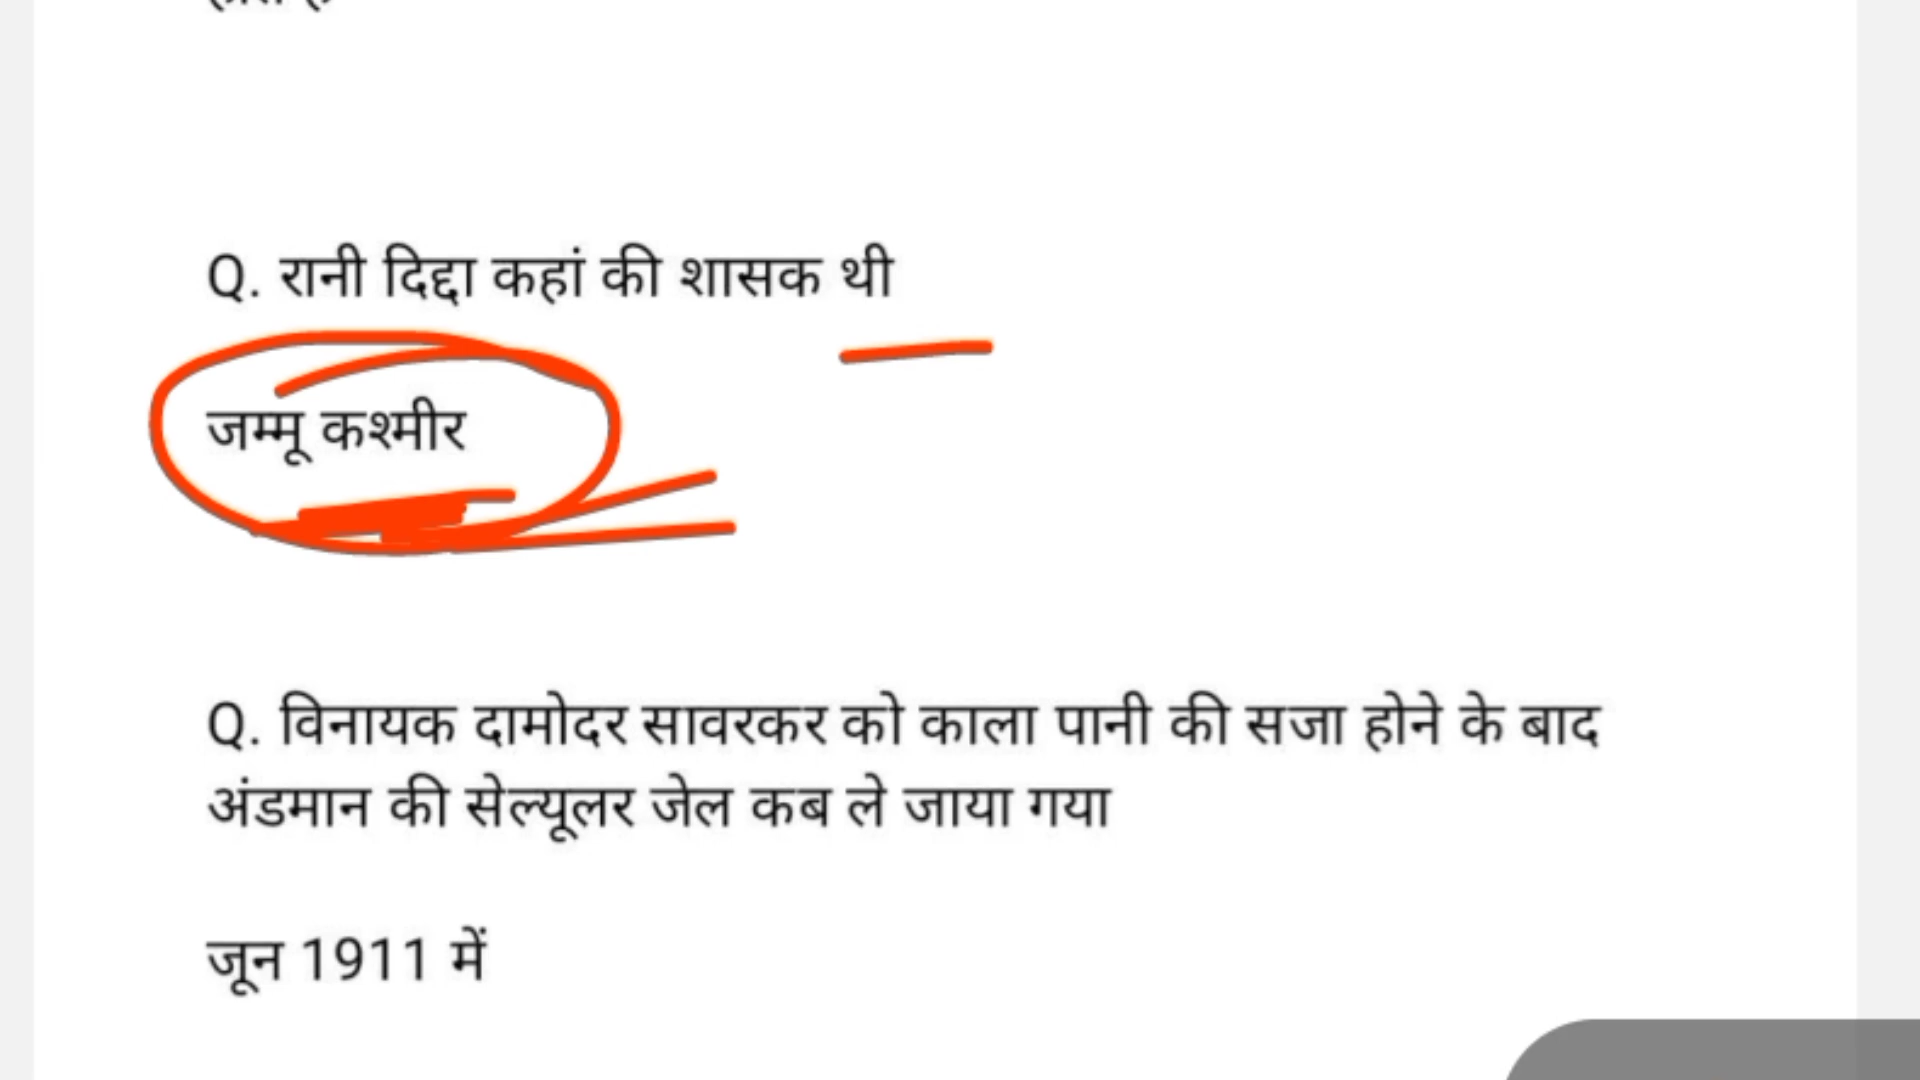 Q. रानी दिद्दा कहां की शासक थी
जम्मू कश्मीर
Q. विनायक दामोदर सावरकर को काला पानी की सजा होने के बाद
अंडमान की सेल्यूलर जेल कब ले जाया गया
जून 1911 में